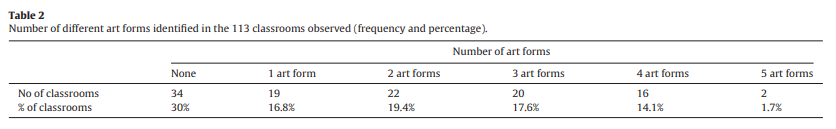 Table 2
Number of different art forms identified in the 113 classrooms observed (frequency and percentage).
Number of art forms
None 1 art form 2 art forms 3 art forms 4 art forms 5 art forms
No of classrooms 34 19 22 20 16 2
% of classrooms 30% 16.8% 19.4% 17.6% 14.1% 1.7%